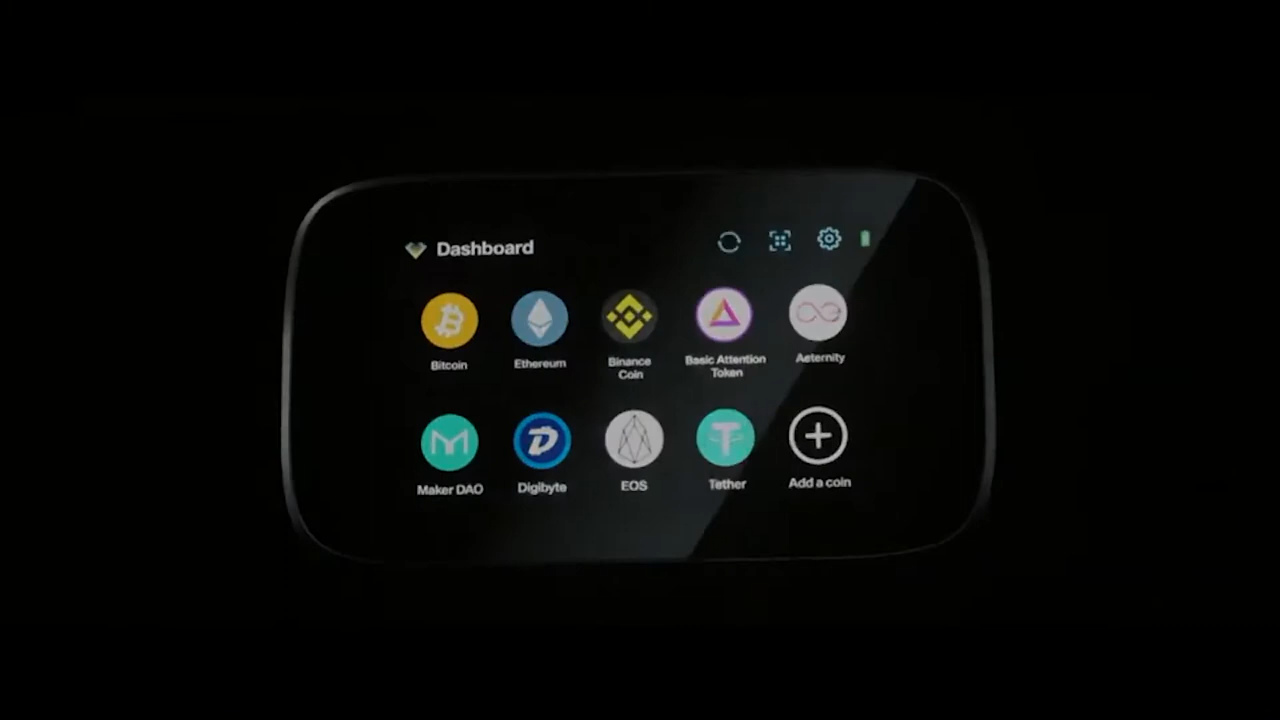 Dashboard
Bitcoin
Ethereum
Binance
Coin
Basic Attention
Token
Aeternity
Maker DAO
Digibyte
EOS
Tether
Add a coin